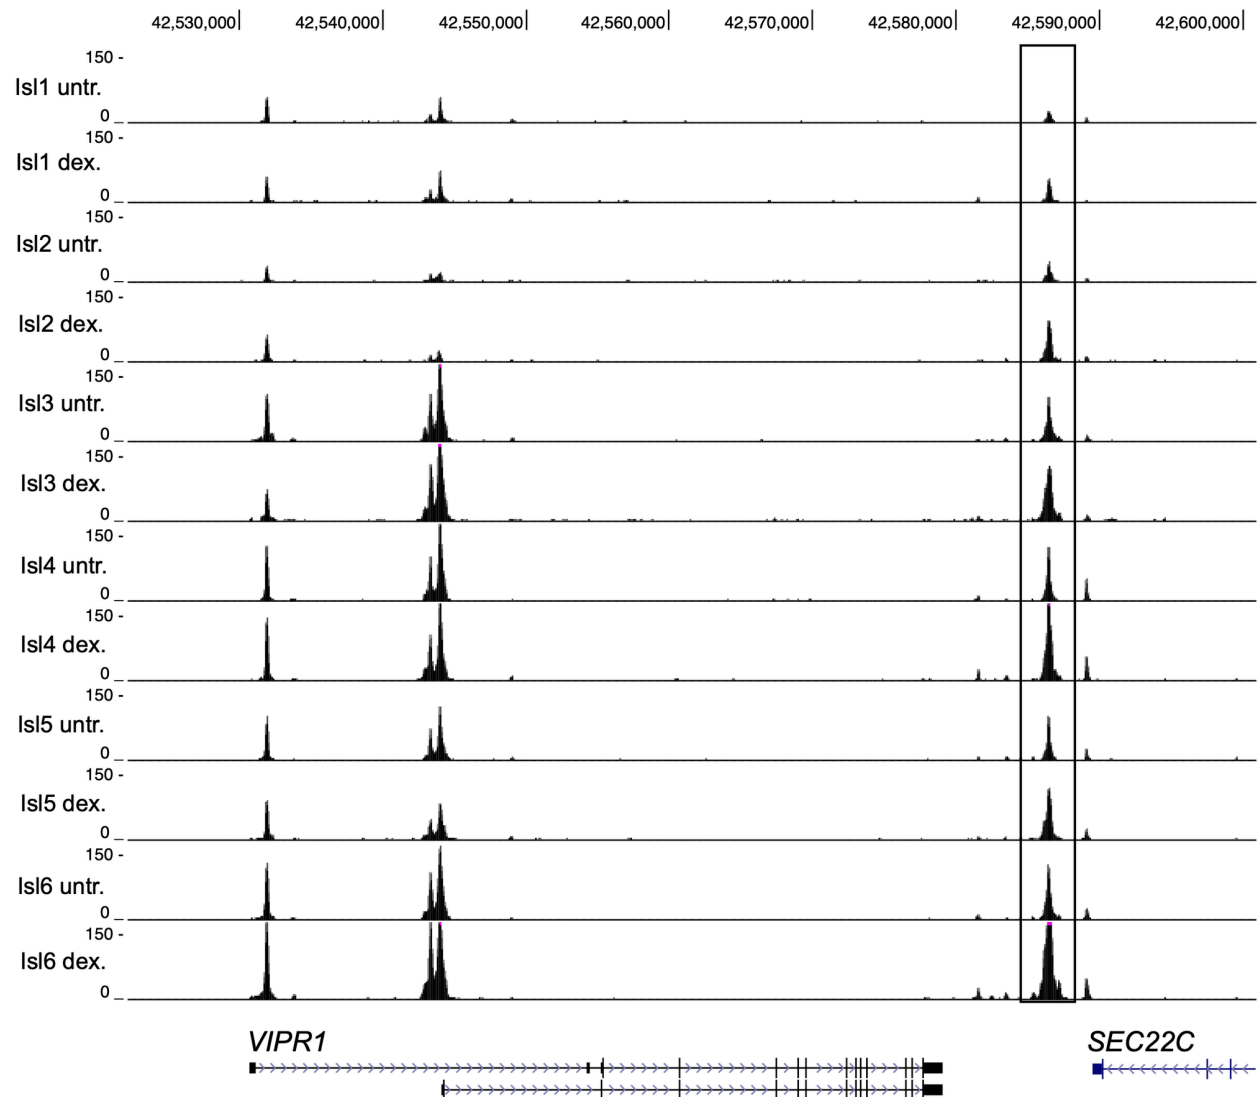 42,530,000| 42,540,000| 42,550,000| 42,560,000| 42,570,000| 42,580,000| 42,590,000| 42,600,000|
150 -
Isl1 untr.
0 _
150 -
Isl1 dex.
0 _
150 -
Isl2 untr.
0 _
150 -
Isl2 dex.
0 _
150 -
Isl3 untr.
0 _
150 -
Isl3 dex.
0 _
150 -
Isl4 untr.
0 _
150 -
Isl4 dex.
0 _
150 -
Isl5 untr.
0 _
150 -
Isl5 dex.
0 _
150 -
Isl6 untr.
0 _
150 -
Isl6 dex.
0 _
VIPR1 SEC22C